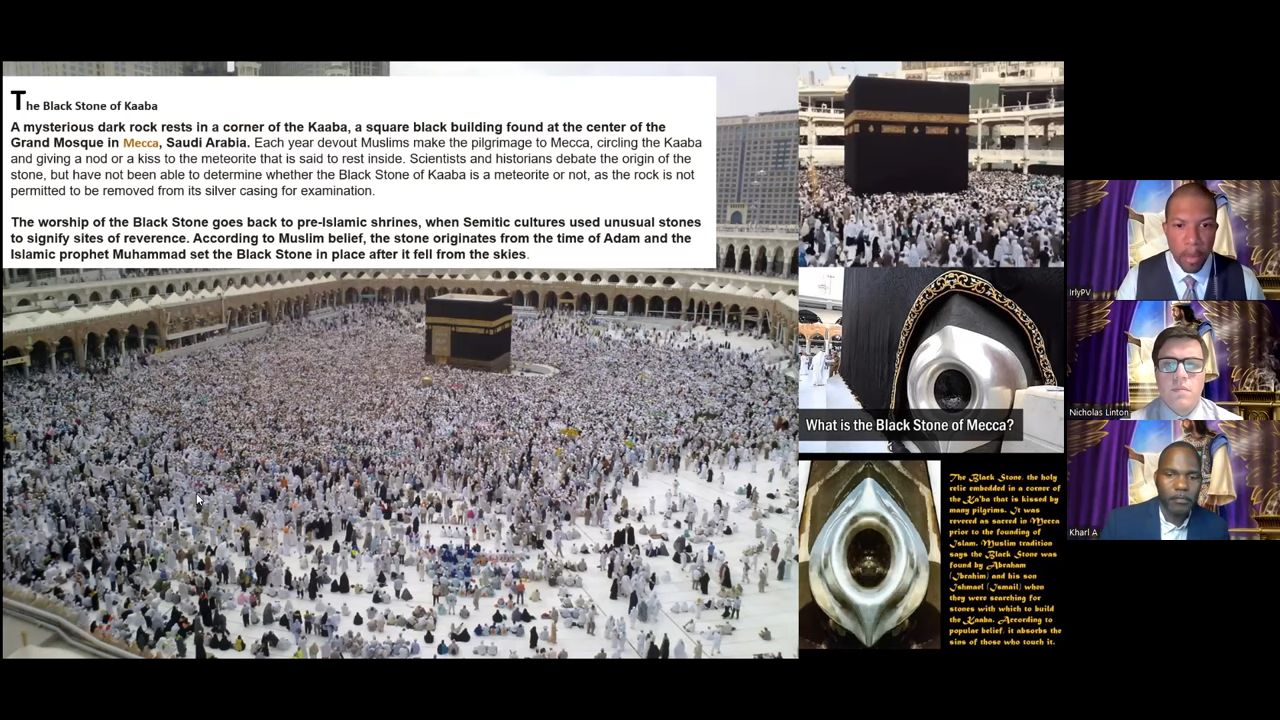 The Black Stone of Kaaba
A mysterious dark rock rests in a corner of the Kaaba, a square black building found at the center of the
Grand Mosque in Mecca, Saudi Arabia. Each year devout Muslims make the pilgrimage to Mecca, circling the Kaaba
and giving a nod or a kiss to the meteorite that is said to rest inside. Scientists and historians debate the origin of the
stone, but have not been able to determine whether the Black Stone of Kaaba is a meteorite or not, as the rock is not
permitted to be removed from its silver casing for examination.
The worship of the Black Stone goes back to pre-Islamic shrines, when Semitic cultures used unusual stones
to signify sites of reverence. According to Muslim belief, the stone originates from the time of Adam and the
Islamic prophet Muhammad set the Black Stone in place after it fell from the skies.
What is the Black Stone of Mecca?
The Black Stone, the holy
relic embedded in a corner of
the Ka'ba that is kissed by
many pilgrims. It was
revered as sacred in Mecca
prior to the founding of
Islam. Muslim tradition
says the Black Stone was
found by Abraham
(Ibrahim) and his son
Ishmael (Ismail) when
they were searching for
stones with which to build
the Kaaba. According to
popular belief, it absorbs the
sins of those who touch it.
IrlyPV
Nicholas Linton
Kharl A